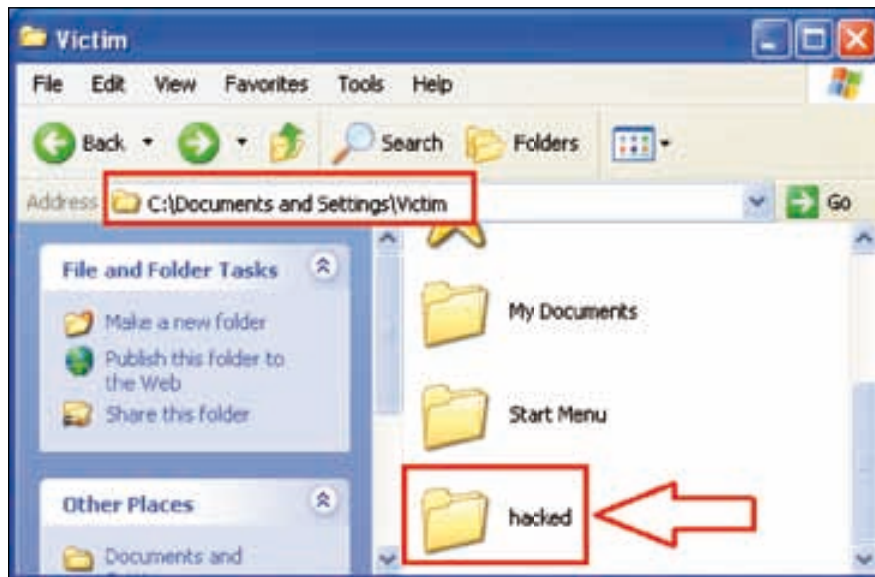 Victim
File Edit View Favorites Tools Help
Back Search Folders
Address C:\Documents and Settings\Victim Go
File and Folder Tasks
Make a new folder
Publish this folder to
the Web
Share this folder
Other Places
Documents and
My Documents
Start Menu
hacked